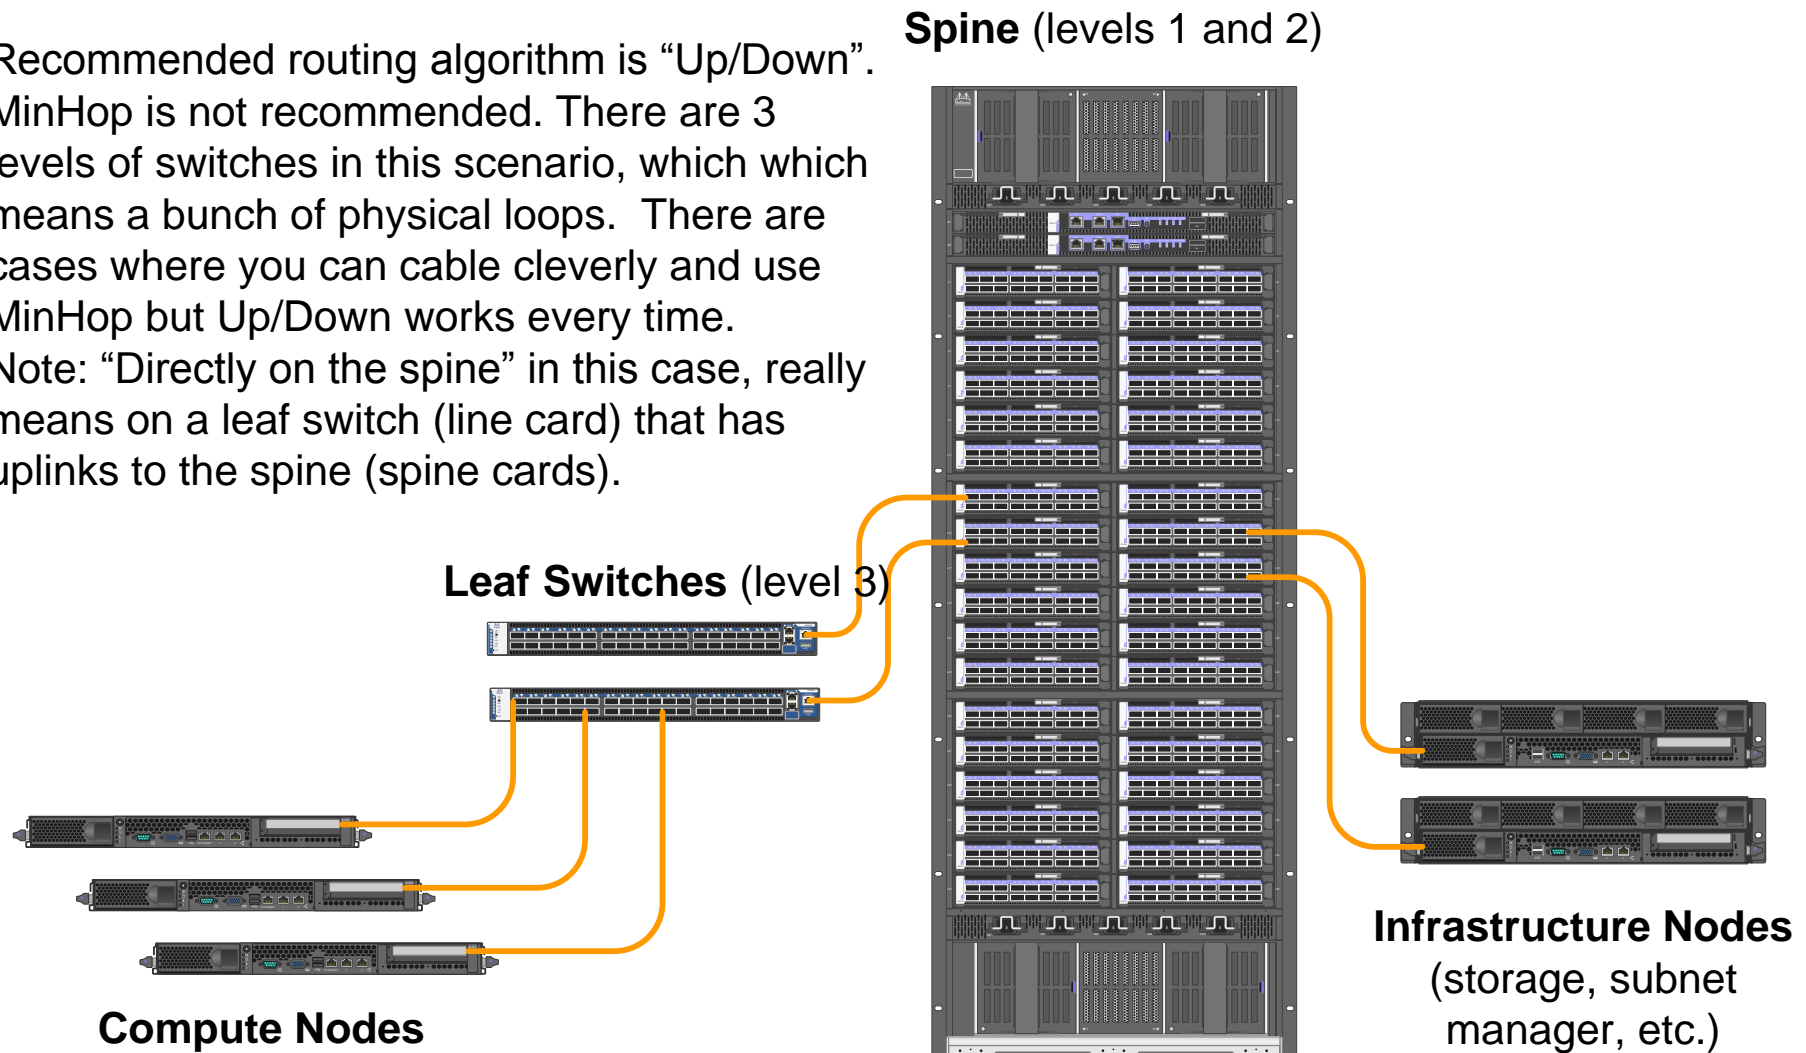 Spine (levels 1 and 2)
Recommended routing algorithm is “Up/Down”.
MinHop is not recommended. There are 3
levels of switches in this scenario, which which
means a bunch of physical loops.  There are
cases where you can cable cleverly and use
MinHop but Up/Down works every time.
Note: “Directly on the spine” in this case, really
means on a leaf switch (line card) that has
uplinks to the spine (spine cards).
Leaf Switches (level 3)
Infrastructure Nodes
(storage, subnet
manager, etc.)
Compute Nodes